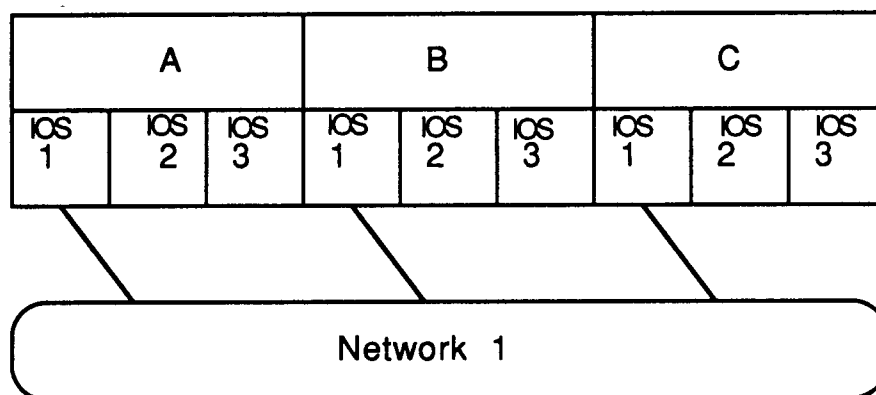 A B C
IOS IOS IOS IOS IOS IOS IOS IOS IOS
1 2 3 1 2 3 1 2 3
Network 1